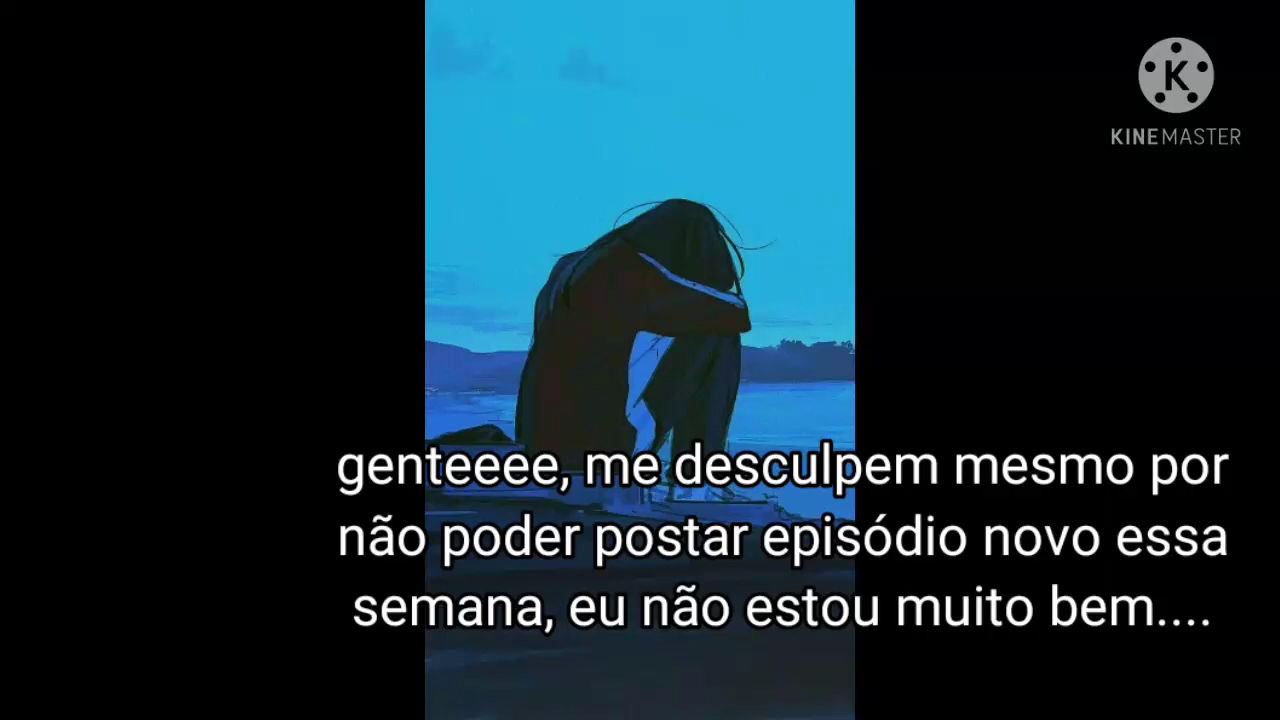 KINEMASTER
genteeee, me desculpem mesmo por
não poder postar episódio novo essa
semana, eu não estou muito bem....